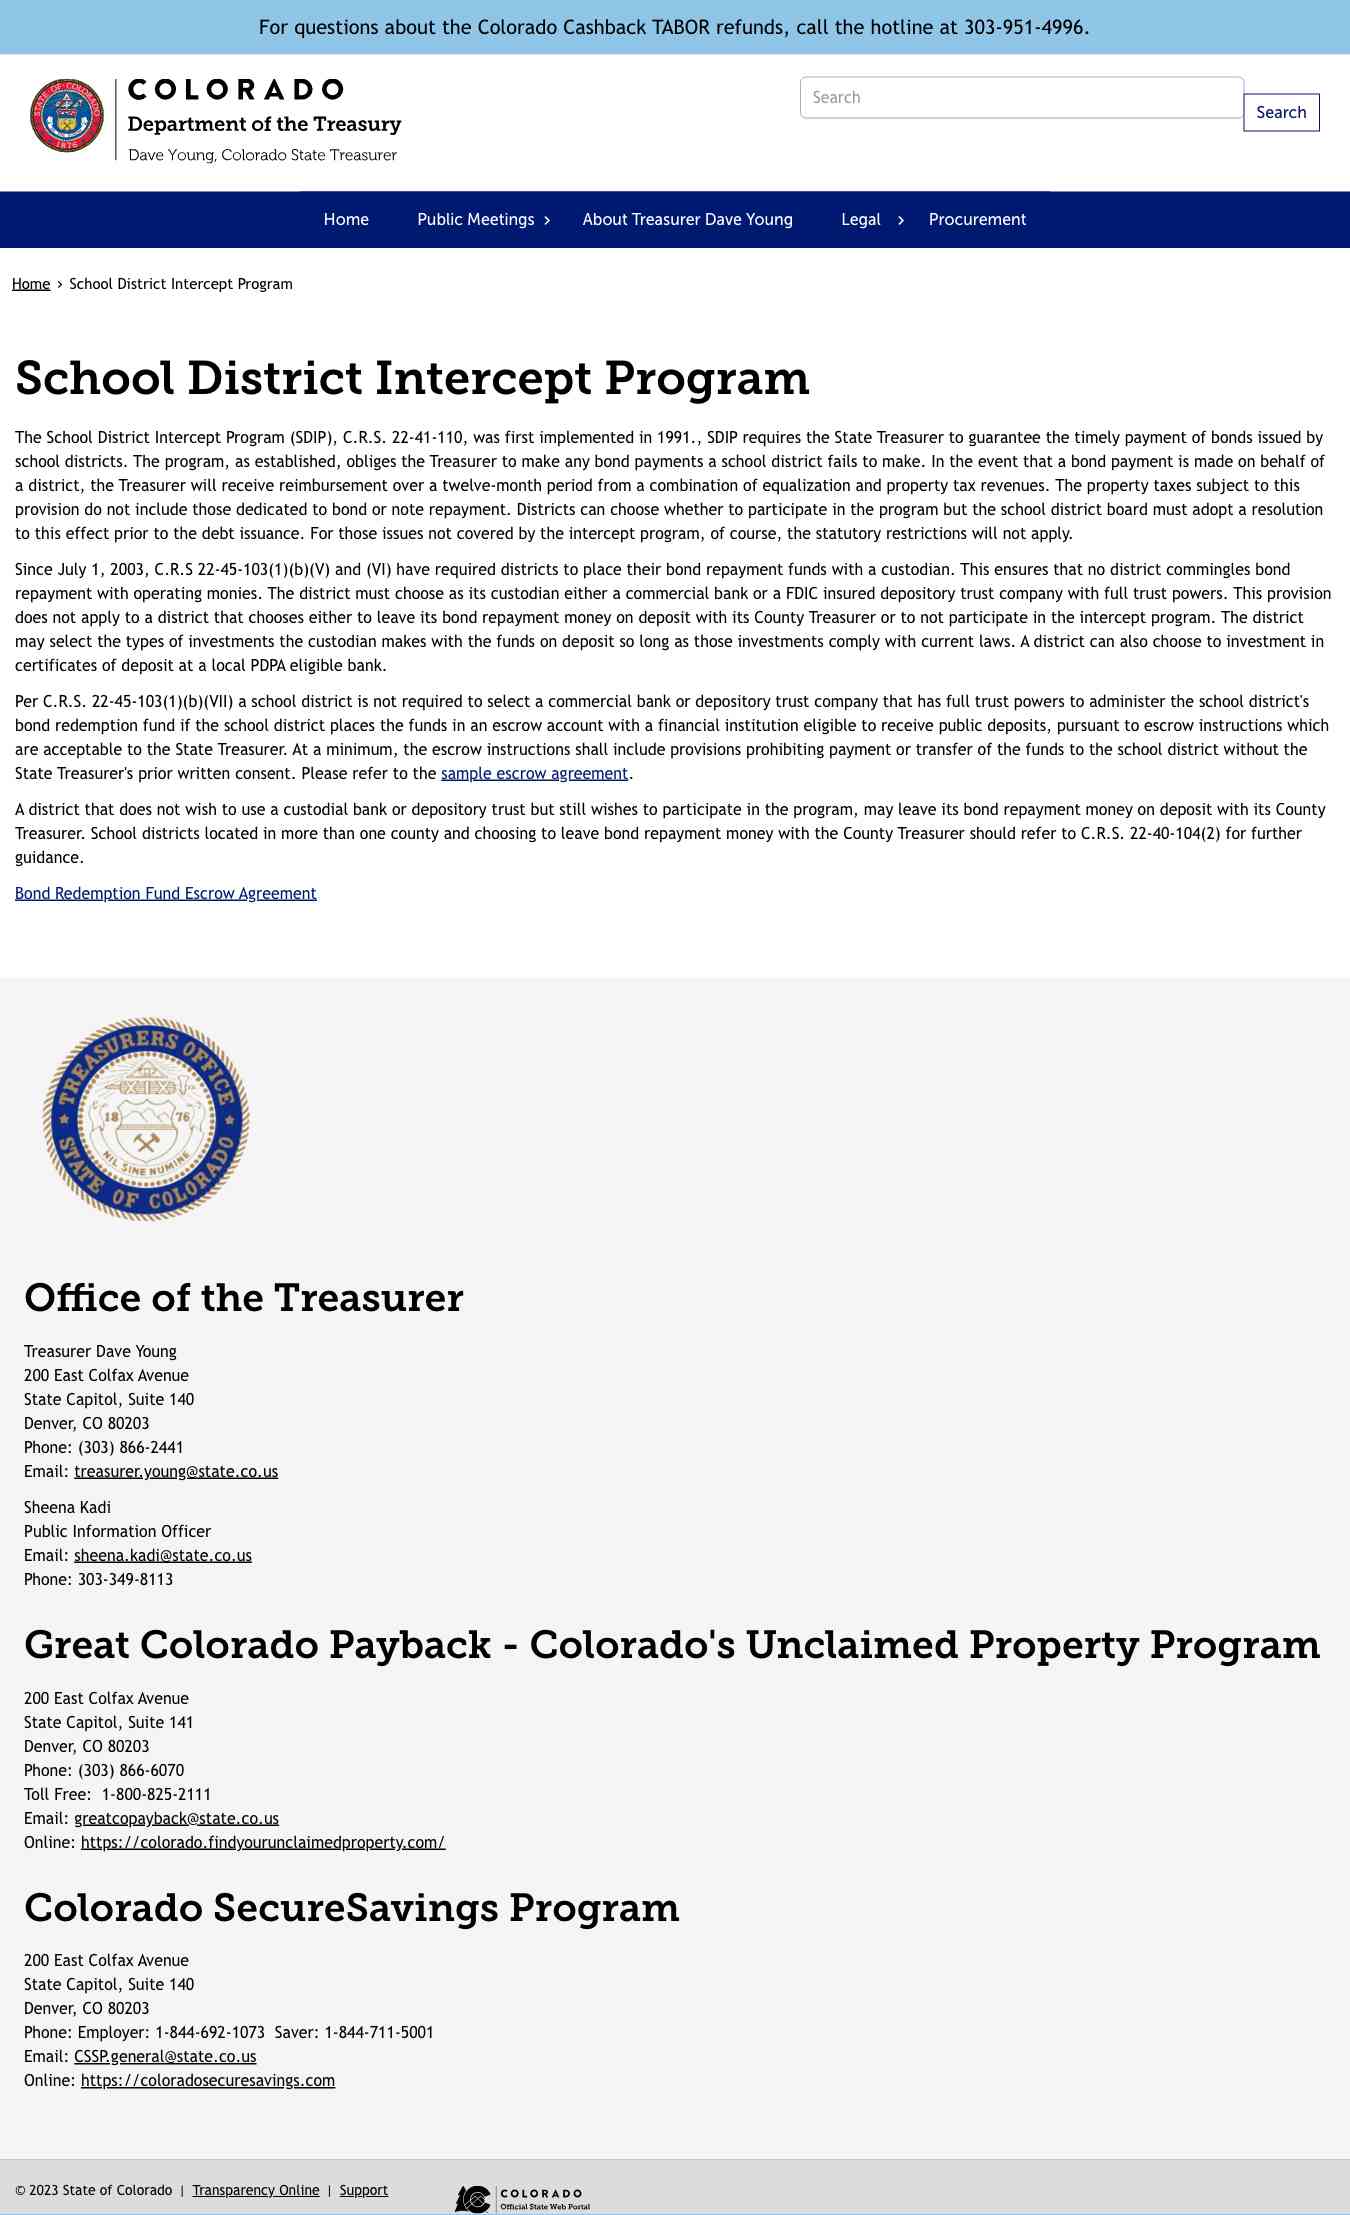 For questions about the Colorado Cashback TABOR refunds, call the hotline at 303-951-4996.
STATE OF COLORADO
1876
COLORADO
Department of the Treasury
Dave Young, Colorado State Treasurer
Search
Search
Home Public Meetings › About Treasurer Dave Young Legal › Procurement
Home › School District Intercept Program
School District Intercept Program
The School District Intercept Program (SDIP), C.R.S. 22-41-110, was first implemented in 1991., SDIP requires the State Treasurer to guarantee the timely payment of bonds issued by
school districts. The program, as established, obliges the Treasurer to make any bond payments a school district fails to make. In the event that a bond payment is made on behalf of
a district, the Treasurer will receive reimbursement over a twelve-month period from a combination of equalization and property tax revenues. The property taxes subject to this
provision do not include those dedicated to bond or note repayment. Districts can choose whether to participate in the program but the school district board must adopt a resolution
to this effect prior to the debt issuance. For those issues not covered by the intercept program, of course, the statutory restrictions will not apply.
Since July 1, 2003, C.R.S 22-45-103(1)(b)(V) and (VI) have required districts to place their bond repayment funds with a custodian. This ensures that no district commingles bond
repayment with operating monies. The district must choose as its custodian either a commercial bank or a FDIC insured depository trust company with full trust powers. This provision
does not apply to a district that chooses either to leave its bond repayment money on deposit with its County Treasurer or to not participate in the intercept program. The district
may select the types of investments the custodian makes with the funds on deposit so long as those investments comply with current laws. A district can also choose to investment in
certificates of deposit at a local PDPA eligible bank.
Per C.R.S. 22-45-103(1)(b)(VII) a school district is not required to select a commercial bank or depository trust company that has full trust powers to administer the school district's
bond redemption fund if the school district places the funds in an escrow account with a financial institution eligible to receive public deposits, pursuant to escrow instructions which
are acceptable to the State Treasurer. At a minimum, the escrow instructions shall include provisions prohibiting payment or transfer of the funds to the school district without the
State Treasurer's prior written consent. Please refer to the sample escrow agreement.
A district that does not wish to use a custodial bank or depository trust but still wishes to participate in the program, may leave its bond repayment money on deposit with its County
Treasurer. School districts located in more than one county and choosing to leave bond repayment money with the County Treasurer should refer to C.R.S. 22-40-104(2) for further
guidance.
Bond Redemption Fund Escrow Agreement
TREASURERS OFFICE
18 76
NIL SINE NUMINE
STATE OF COLORADO
Office of the Treasurer
Treasurer Dave Young
200 East Colfax Avenue
State Capitol, Suite 140
Denver, CO 80203
Phone: (303) 866-2441
Email: treasurer.young@state.co.us
Sheena Kadi
Public Information Officer
Email: sheena.kadi@state.co.us
Phone: 303-349-8113
Great Colorado Payback - Colorado's Unclaimed Property Program
200 East Colfax Avenue
State Capitol, Suite 141
Denver, CO 80203
Phone: (303) 866-6070
Toll Free: 1-800-825-2111
Email: greatcopayback@state.co.us
Online: https://colorado.findyourunclaimedproperty.com/
Colorado SecureSavings Program
200 East Colfax Avenue
State Capitol, Suite 140
Denver, CO 80203
Phone: Employer: 1-844-692-1073 Saver: 1-844-711-5001
Email: CSSP.general@state.co.us
Online: https://coloradosecuresavings.com
© 2023 State of Colorado | Transparency Online | Support
COLORADO
Official State Web Portal